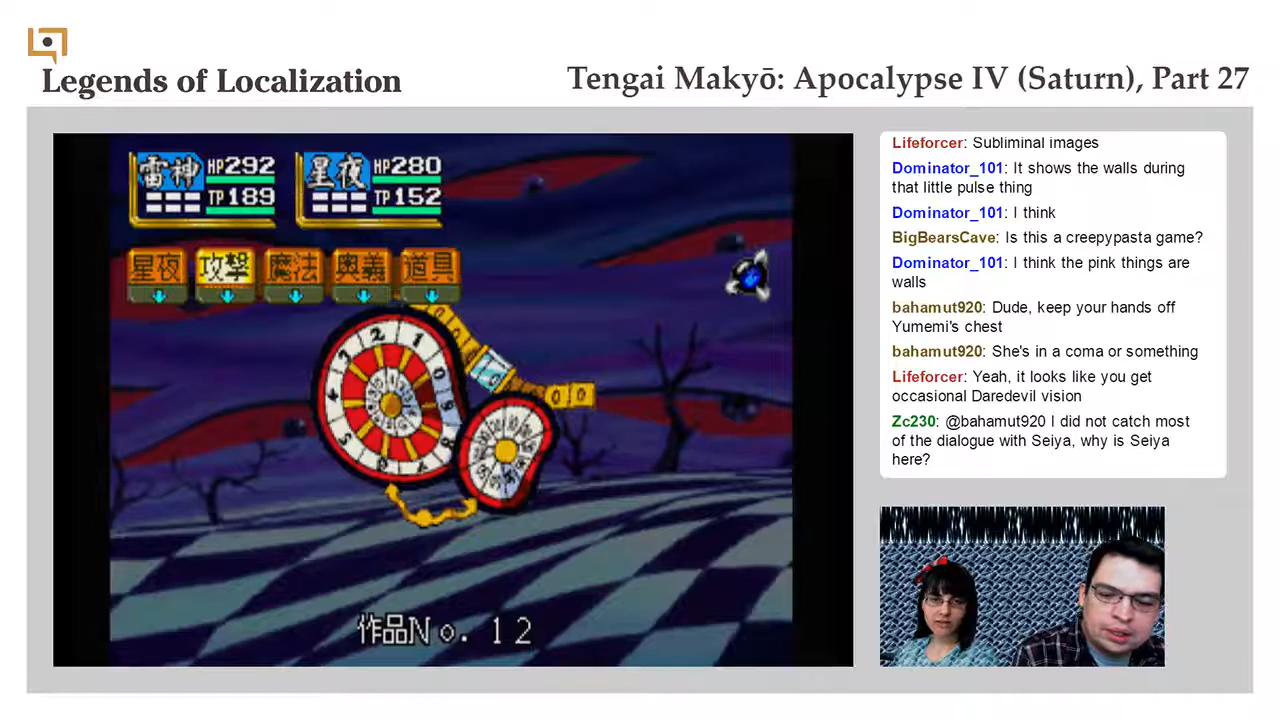 Legends of Localization
Tengai Makyō: Apocalypse IV (Saturn), Part 27
雷神 HP292
TP189
星夜 HP280
TP152
星夜 攻撃 魔法 奥義 道具
作品No.12
Lifeforcer: Subliminal images
Dominator_101: It shows the walls during
that little pulse thing
Dominator_101: I think
BigBearsCave: Is this a creepypasta game?
Dominator_101: I think the pink things are
walls
bahamut920: Dude, keep your hands off
Yumemi's chest
bahamut920: She's in a coma or something
Lifeforcer: Yeah, it looks like you get
occasional Daredevil vision
Zc230: @bahamut920 I did not catch most
of the dialogue with Seiya, why is Seiya
here?